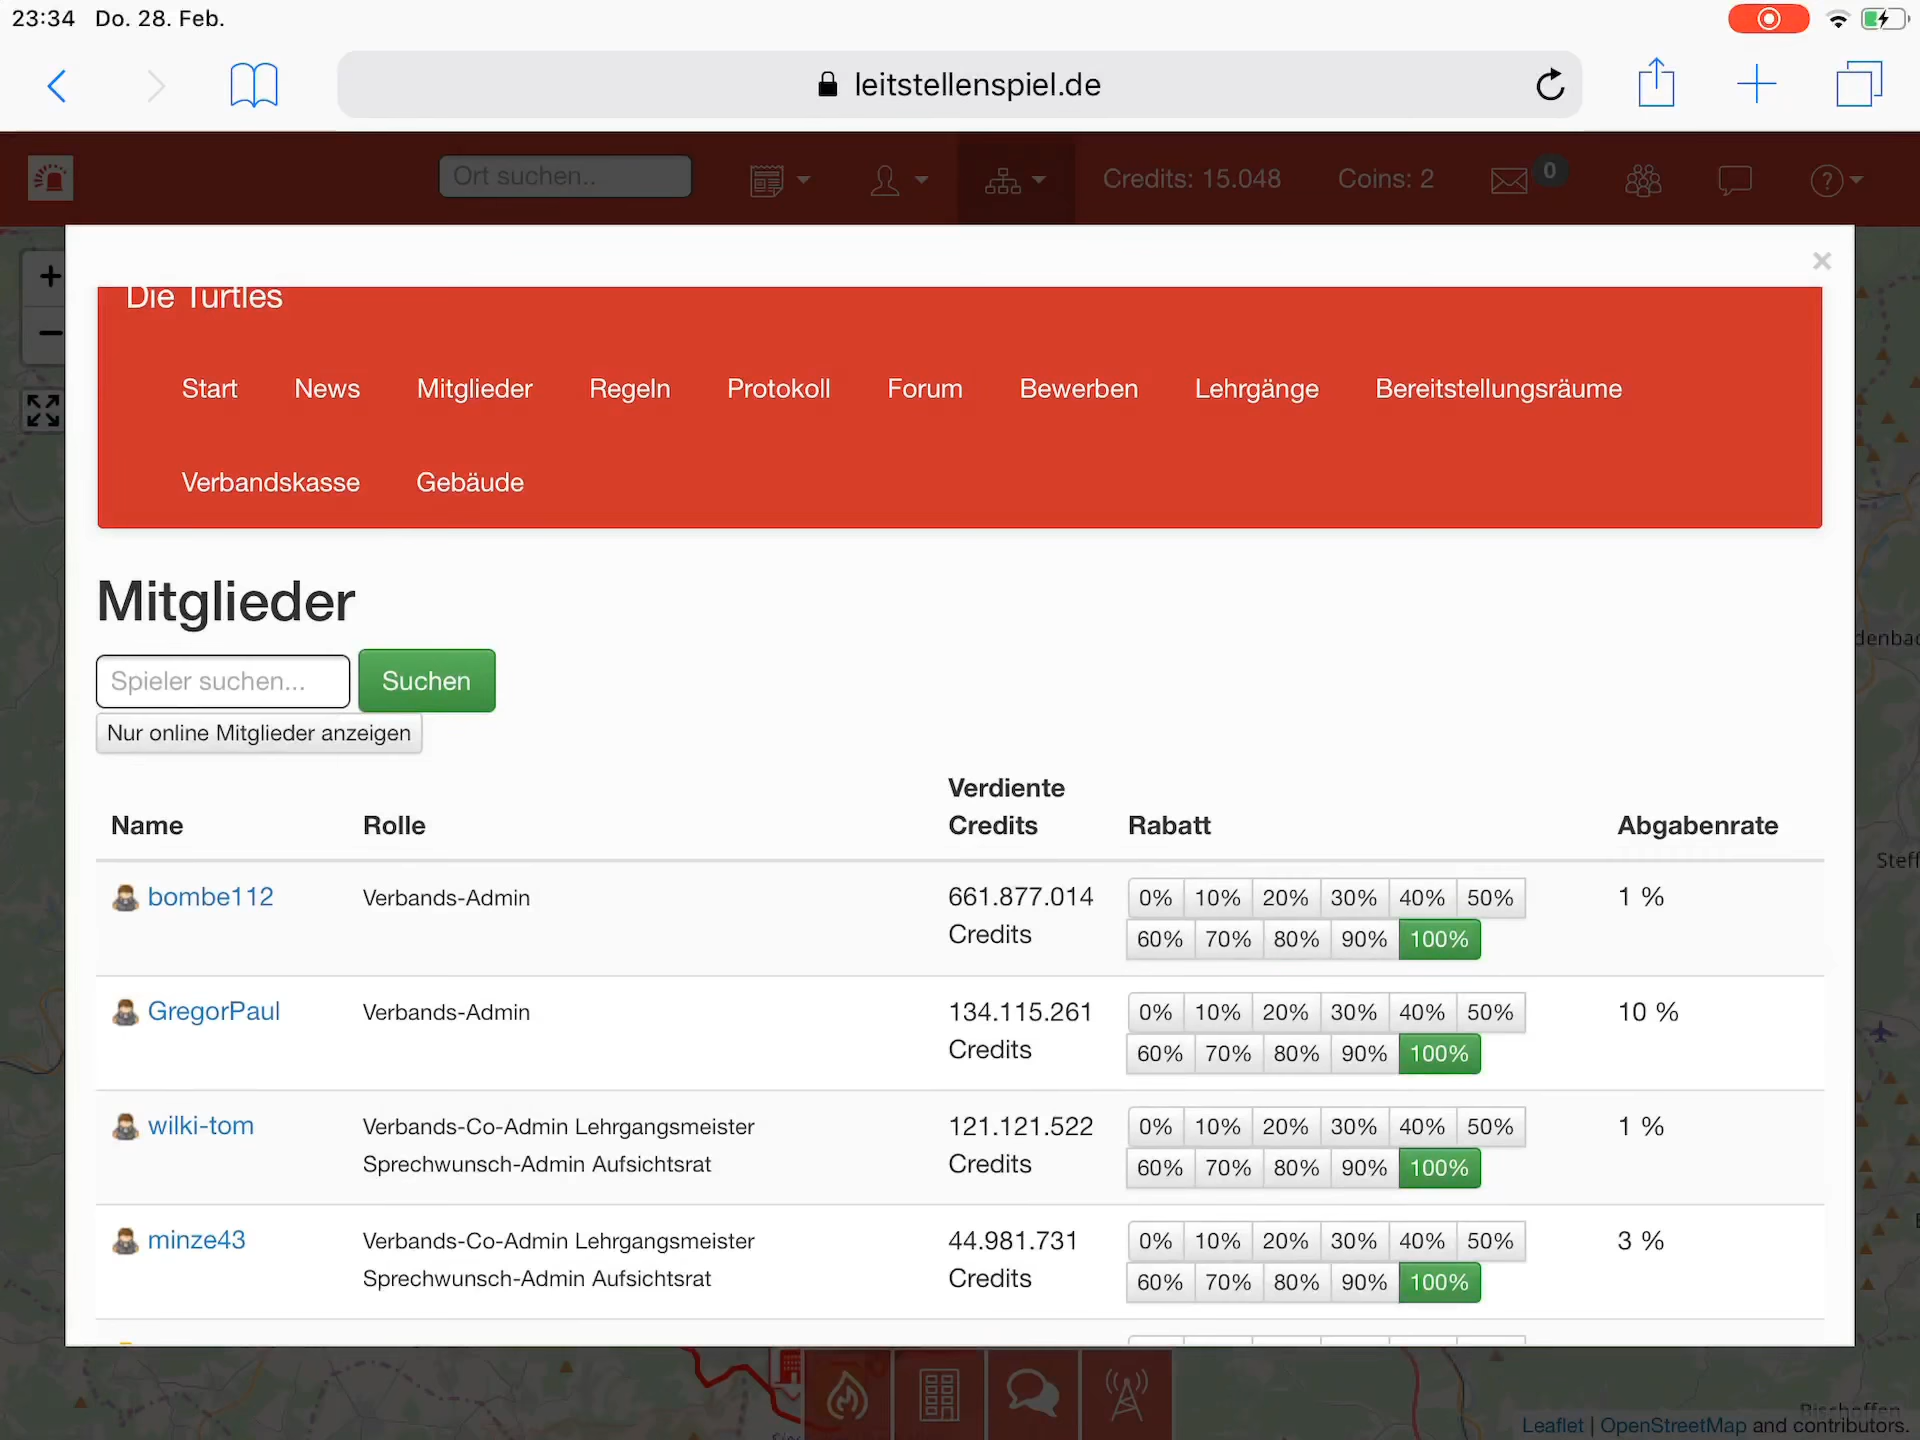 23:34 Do. 28. Feb.
leitstellenspiel.de
Ort suchen.. Credits: 15.048 Coins: 2 0 ?
Die Turtles
Start News Mitglieder Regeln Protokoll Forum Bewerben Lehrgänge Bereitstellungsräume
Verbandskasse Gebäude
Mitglieder
Spieler suchen... Suchen
Nur online Mitglieder anzeigen
Name Rolle Verdiente Credits Rabatt Abgabenrate
bombe112 Verbands-Admin 661.877.014 0% 10% 20% 30% 40% 50% 1 %
Credits 60% 70% 80% 90% 100%
GregorPaul Verbands-Admin 134.115.261 0% 10% 20% 30% 40% 50% 10 %
Credits 60% 70% 80% 90% 100%
wilki-tom Verbands-Co-Admin Lehrgangsmeister 121.121.522 0% 10% 20% 30% 40% 50% 1 %
Sprechwunsch-Admin Aufsichtsrat Credits 60% 70% 80% 90% 100%
minze43 Verbands-Co-Admin Lehrgangsmeister 44.981.731 0% 10% 20% 30% 40% 50% 3 %
Sprechwunsch-Admin Aufsichtsrat Credits 60% 70% 80% 90% 100%
Bischoffen
Leaflet | OpenStreetMap and contributors.